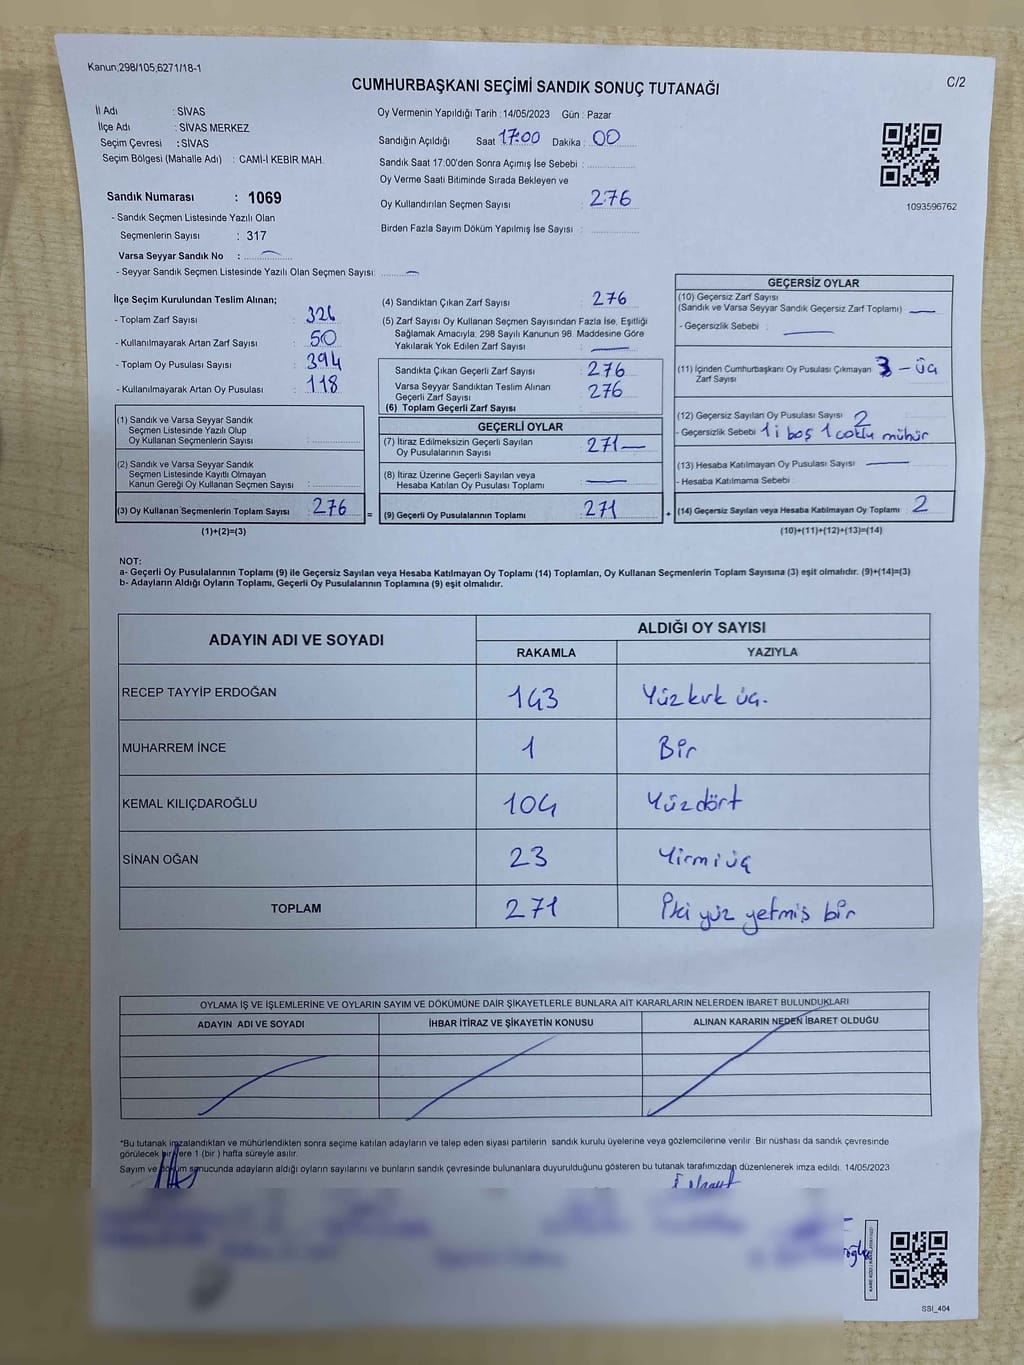 Kanun;298/105,6271/18-1
C/2
CUMHURBAŞKANI SEÇİMİ SANDIK SONUÇ TUTANAĞI
İl Adı : SİVAS
İlçe Adı : SİVAS MERKEZ
Seçim Çevresi : SİVAS
Seçim Bölgesi (Mahalle Adı) : CAMİ-İ KEBİR MAH.
Sandık Numarası : 1069
- Sandık Seçmen Listesinde Yazılı Olan
Seçmenlerin Sayısı : 317
Varsa Seyyar Sandık No : —
- Seyyar Sandık Seçmen Listesinde Yazılı Olan Seçmen Sayısı: —
Oy Vermenin Yapıldığı Tarih : 14/05/2023 Gün : Pazar
Sandığın Açıldığı Saat 17:00 Dakika : 00
Sandık Saat 17:00'den Sonra Açımış İse Sebebi :
Oy Verme Saati Bitiminde Sırada Bekleyen ve
Oy Kullandırılan Seçmen Sayısı : 276
Birden Fazla Sayım Döküm Yapılmış İse Sayısı :
1093596762
İlçe Seçim Kurulundan Teslim Alınan;
- Toplam Zarf Sayısı : 326
- Kullanılmayarak Artan Zarf Sayısı : 50
- Toplam Oy Pusulası Sayısı : 394
- Kullanılmayarak Artan Oy Pusulası : 118
(1) Sandık ve Varsa Seyyar Sandık
Seçmen Listesinde Yazılı Olup
Oy Kullanan Seçmenlerin Sayısı :
(2) Sandık ve Varsa Seyyar Sandık
Seçmen Listesinde Kayıtlı Olmayan
Kanun Gereği Oy Kullanan Seçmen Sayısı :
(3) Oy Kullanan Seçmenlerin Toplam Sayısı : 276 =
(1)+(2)=(3)
(4) Sandıktan Çıkan Zarf Sayısı : 276
(5) Zarf Sayısı Oy Kullanan Seçmen Sayısından Fazla İse, Eşitliği
Sağlamak Amacıyla; 298 Sayılı Kanunun 98. Maddesine Göre
Yakılarak Yok Edilen Zarf Sayısı : —
Sandıkta Çıkan Geçerli Zarf Sayısı : 276
Varsa Seyyar Sandıktan Teslim Alınan
Geçerli Zarf Sayısı : 276
(6) Toplam Geçerli Zarf Sayısı :
GEÇERLİ OYLAR
(7) İtiraz Edilmeksizin Geçerli Sayılan
Oy Pusulalarının Sayısı : 271—
(8) İtiraz Üzerine Geçerli Sayılan veya
Hesaba Katılan Oy Pusulası Toplamı : —
(9) Geçerli Oy Pusulalarının Toplamı : 271 +
GEÇERSİZ OYLAR
(10) Geçersiz Zarf Sayısı
(Sandık ve Varsa Seyyar Sandık Geçersiz Zarf Toplamı) —
- Geçersizlik Sebebi : —
(11) İçinden Cumhurbaşkanı Oy Pusulası Çıkmayan 3 - üç
Zarf Sayısı
(12) Geçersiz Sayılan Oy Pusulası Sayısı : 2
- Geçersizlik Sebebi 1 i boş 1 çoklu mühür
(13) Hesaba Katılmayan Oy Pusulası Sayısı : —
- Hesaba Katılmama Sebebi :
(14) Geçersiz Sayılan veya Hesaba Katılmayan Oy Toplamı : 2
(10)+(11)+(12)+(13)=(14)
NOT:
a- Geçerli Oy Pusulalarının Toplamı (9) ile Geçersiz Sayılan veya Hesaba Katılmayan Oy Toplamı (14) Toplamları, Oy Kullanan Seçmenlerin Toplam Sayısına (3) eşit olmalıdır. (9)+(14)=(3)
b- Adayların Aldığı Oyların Toplamı, Geçerli Oy Pusulalarının Toplamına (9) eşit olmalıdır.
ADAYIN ADI VE SOYADI
ALDIĞI OY SAYISI
RAKAMLA YAZIYLA
RECEP TAYYİP ERDOĞAN 143 Yüzkırk üç.
MUHARREM İNCE 1 Bir
KEMAL KILIÇDAROĞLU 104 Yüzdört
SİNAN OĞAN 23 Yirmi üç
TOPLAM 271 İki yüz yetmiş bir
OYLAMA İŞ VE İŞLEMLERİNE VE OYLARIN SAYIM VE DÖKÜMÜNE DAİR ŞİKAYETLERLE BUNLARA AİT KARARLARIN NELERDEN İBARET BULUNDUKLARI
ADAYIN ADI VE SOYADI İHBAR İTİRAZ VE ŞİKAYETİN KONUSU ALINAN KARARIN NEDEN İBARET OLDUĞU
*Bu tutanak imzalandıktan ve mühürlendikten sonra seçime katılan adayların ve talep eden siyasi partilerin sandık kurulu üyelerine veya gözlemcilerine verilir. Bir nüshası da sandık çevresinde
görülecek bir yere 1 (bir ) hafta süreyle asılır.
Sayım ve döküm sonucunda adayların aldığı oyların sayılarını ve bunların sandık çevresinde bulunanlara duyurulduğunu gösteren bu tutanak tarafımızdan düzenlenerek imza edildi. 14/05/2023
SSI_404